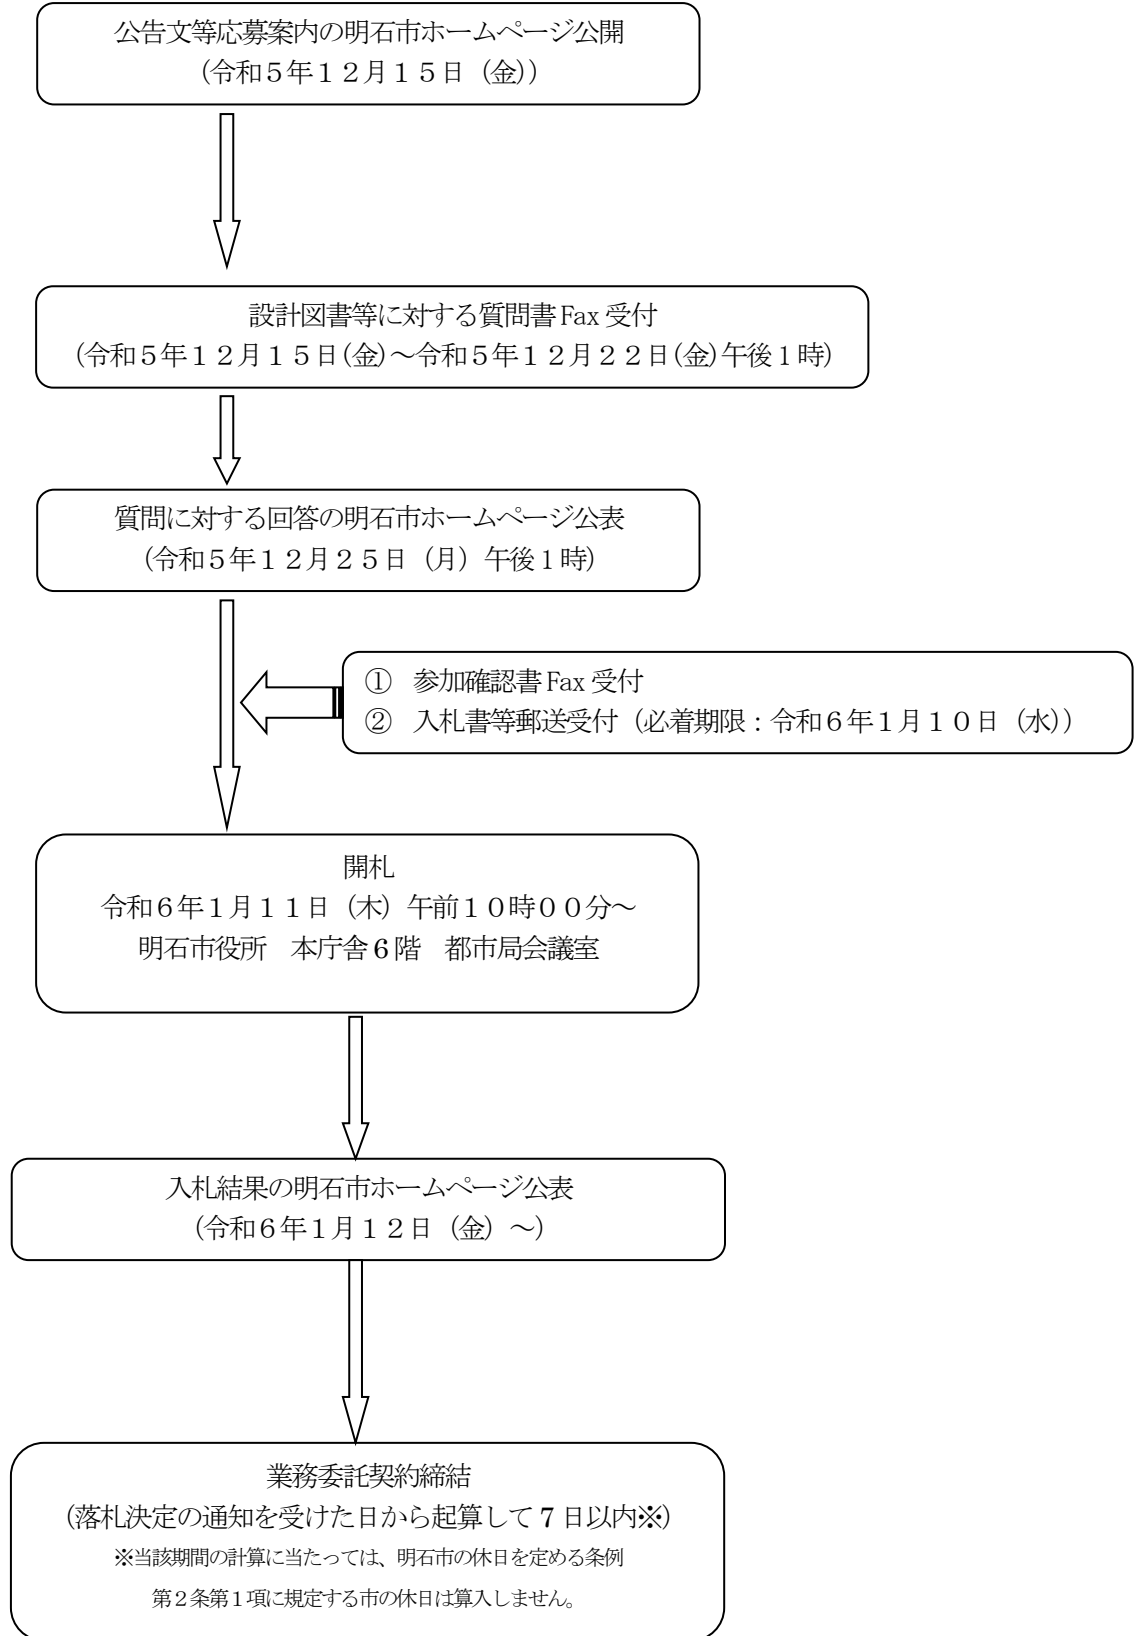 公告文等応募案内の明石市ホームページ公開
（令和５年１２月１５日（金））
設計図書等に対する質問書 Fax 受付
（令和５年１２月１５日（金）～令和５年１２月２２日（金）午後１時）
質問に対する回答の明石市ホームページ公表
（令和５年１２月２５日（月）午後１時）
① 参加確認書 Fax 受付
② 入札書等郵送受付（必着期限：令和６年１月１０日（水））
開札
令和６年１月１１日（木）午前１０時００分～
明石市役所　本庁舎６階　都市局会議室
入札結果の明石市ホームページ公表
（令和６年１月１２日（金）～）
業務委託契約締結
（落札決定の通知を受けた日から起算して７日以内※）
※当該期間の計算に当たっては、明石市の休日を定める条例
第２条第１項に規定する市の休日は算入しません。